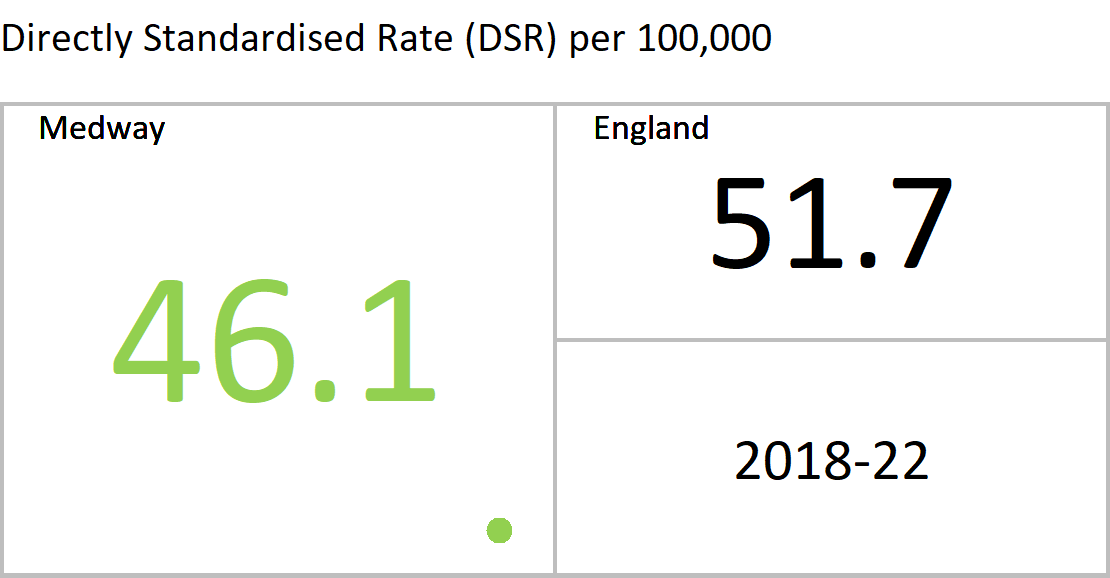 Directly Standardised Rate (DSR) per 100,000
Medway
46.1
England
51.7
2018-22